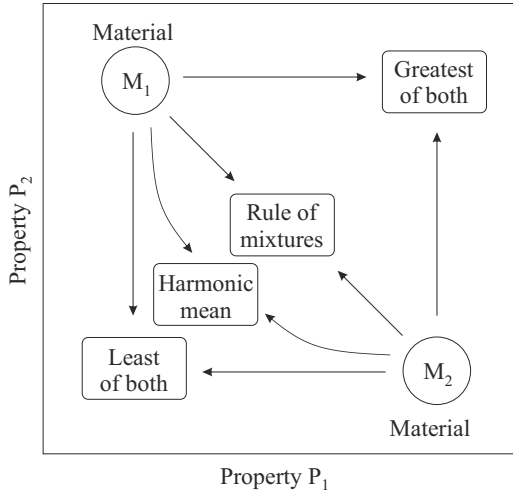 Material
M₁
Greatest
of both
Rule of
mixtures
Harmonic
mean
Least
of both
M₂
Material
Property P₂
Property P₁